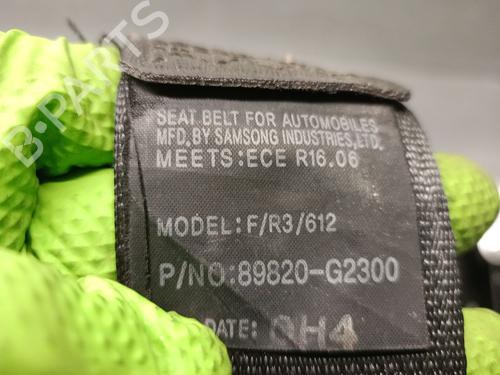 SEAT BELT FOR AUTOMOBILES
MFD.BY SAMSONG INDUSTRIES,LTD.
MEETS:ECE R16.06
MODEL:F/R3/612
P/NO:89820-G2300
DATE: QH4
B-PARTS